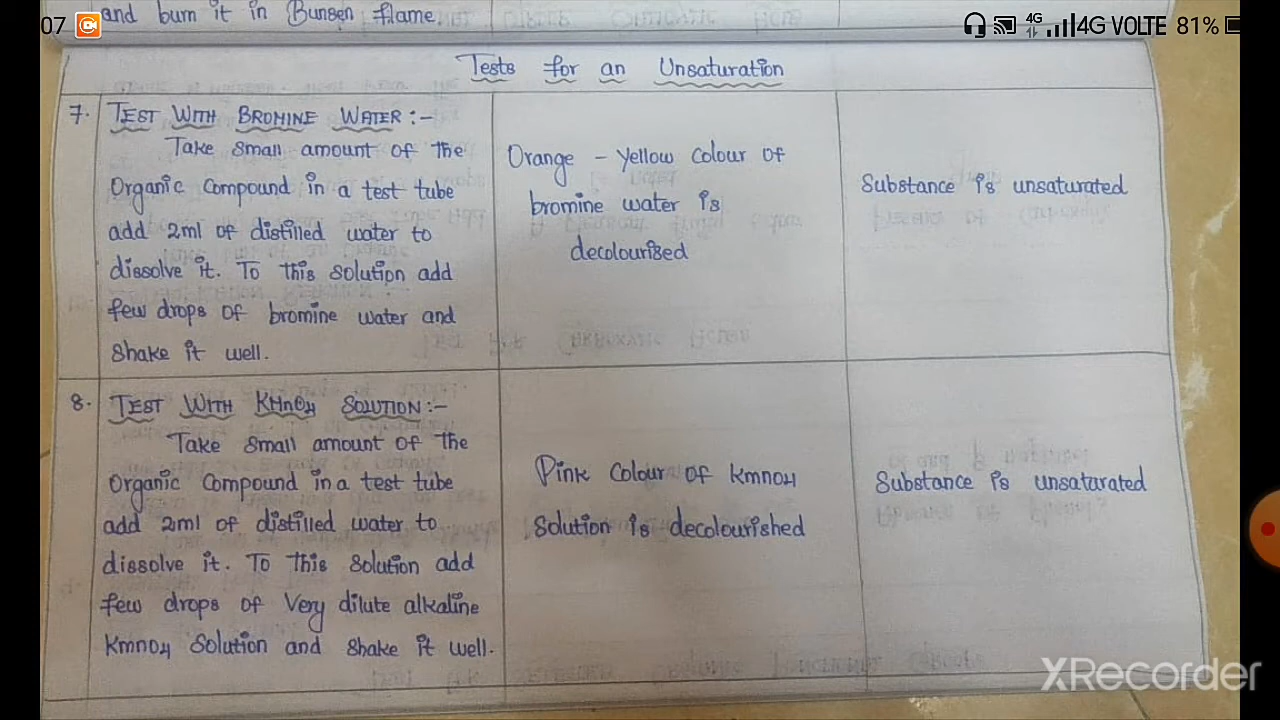 and burn it in Bunsen flame
07
4G
4G VOLTE 81%
Tests for an Unsaturation
7. TEST WITH BROMINE WATER :-
Take small amount of the
Organic Compound in a test tube
add 2ml of distilled water to
dissolve it. To this solution add
few drops of bromine water and
Shake it well.
Orange - Yellow colour of
bromine water is
decolourised
Substance is unsaturated
8. TEST WITH KMnO4 SOLUTION :-
Take small amount of the
Organic Compound in a test tube
add 2ml of distilled water to
dissolve it. To this solution add
few drops of Very dilute alkaline
KmnO4 Solution and shake it well.
Pink Colour of KmnO4
Solution is decolourished
Substance is unsaturated
XRecorder